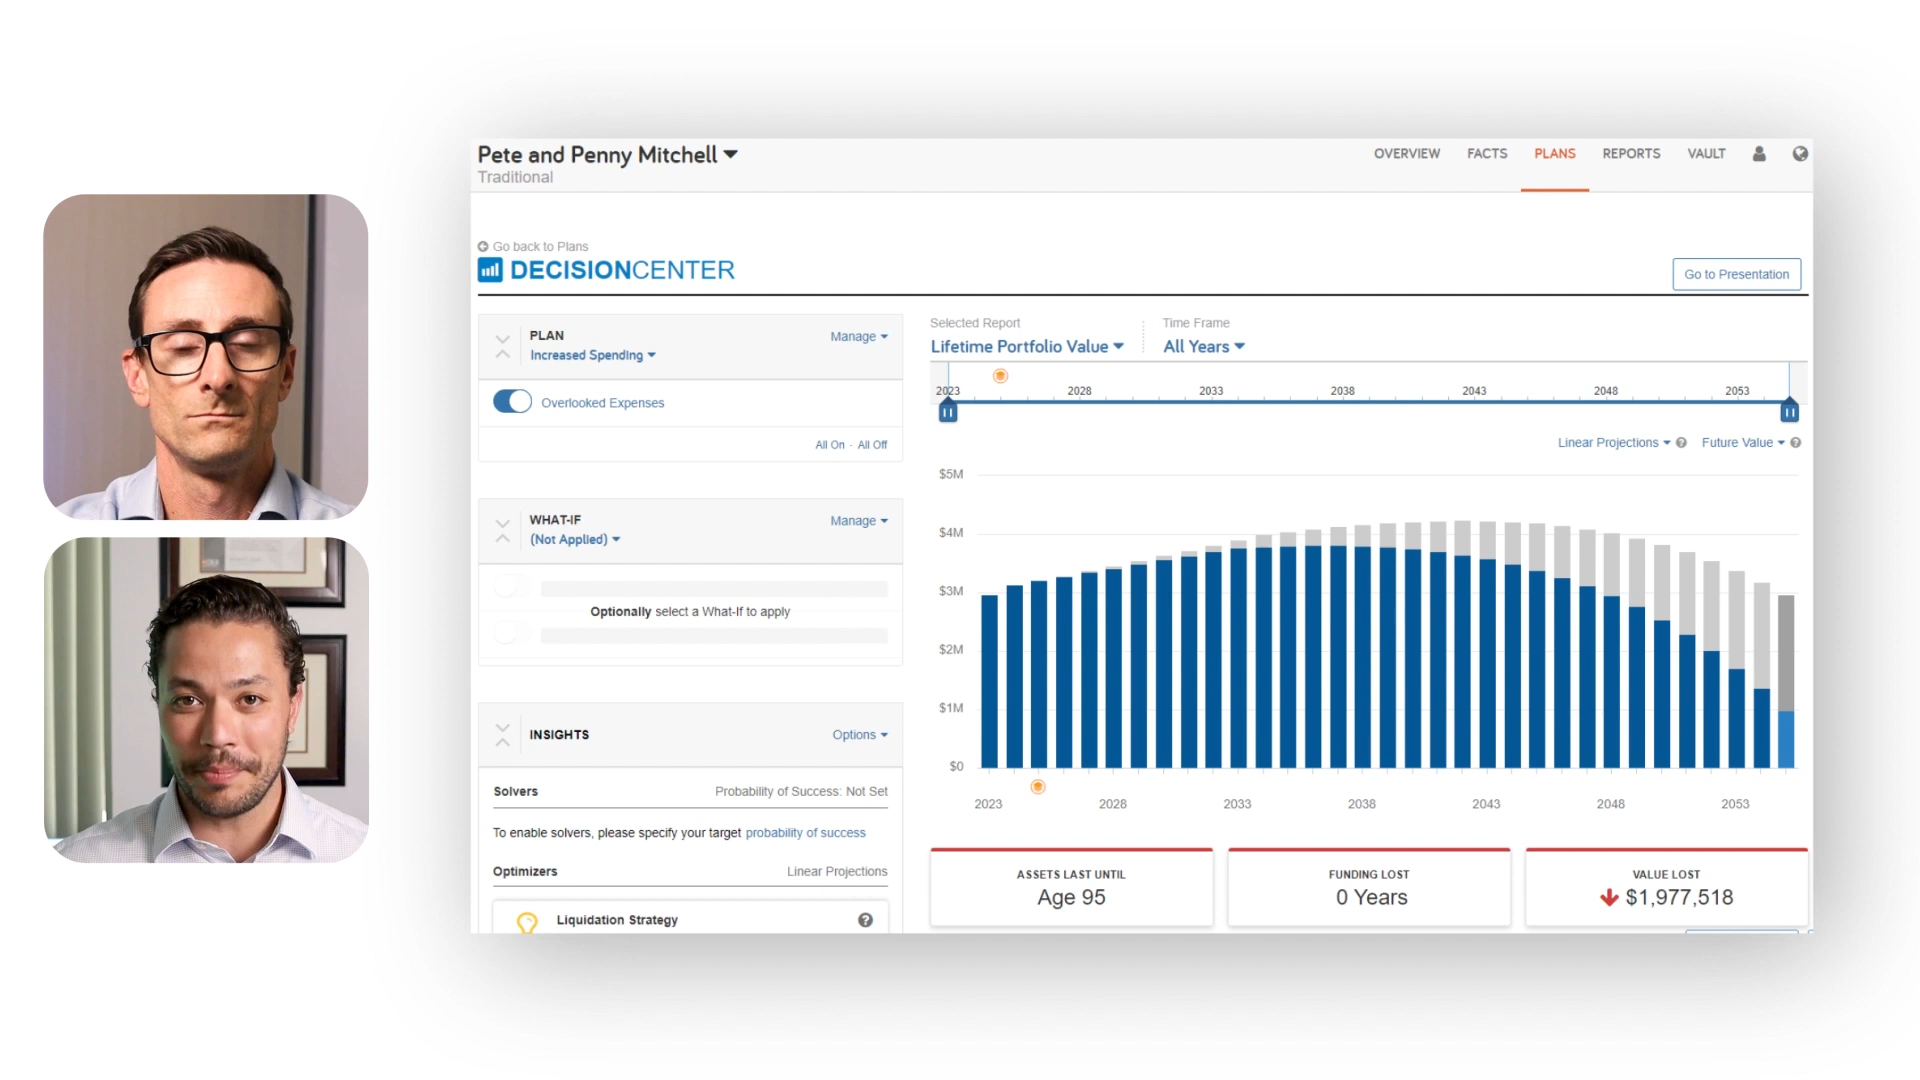 Pete and Penny Mitchell
Traditional
OVERVIEW FACTS PLANS REPORTS VAULT
Go back to Plans
DECISIONCENTER
Go to Presentation
PLAN
Increased Spending
Manage
Overlooked Expenses
All On · All Off
WHAT-IF
(Not Applied)
Manage
Optionally select a What-If to apply
INSIGHTS
Options
Solvers Probability of Success: Not Set
To enable solvers, please specify your target probability of success
Optimizers Linear Projections
Liquidation Strategy
Selected Report
Lifetime Portfolio Value
Time Frame
All Years
2023 2028 2033 2038 2043 2048 2053
Linear Projections Future Value
$5M
$4M
$3M
$2M
$1M
$0
2023 2028 2033 2038 2043 2048 2053
ASSETS LAST UNTIL
Age 95
FUNDING LOST
0 Years
VALUE LOST
$1,977,518